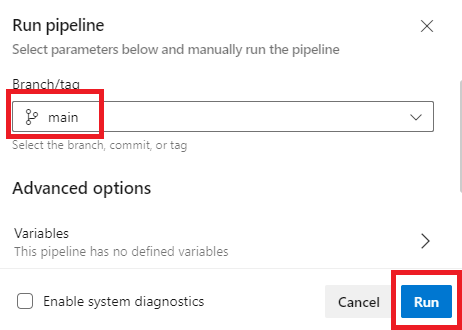 Run pipeline
Select parameters below and manually run the pipeline
Branch/tag
main
Select the branch, commit, or tag
Advanced options
Variables
This pipeline has no defined variables
Enable system diagnostics
Cancel
Run